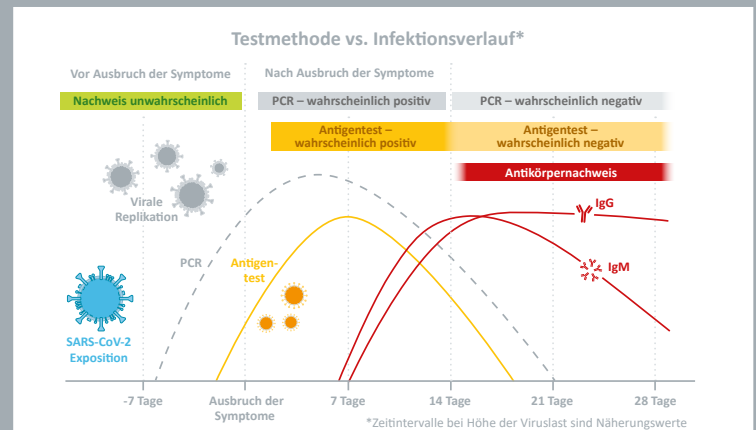 Testmethode vs. Infektionsverlauf*
Vor Ausbruch der Symptome
Nach Ausbruch der Symptome
Nachweis unwahrscheinlich
PCR – wahrscheinlich positiv
PCR – wahrscheinlich negativ
Antigentest –
wahrscheinlich positiv
Antigentest –
wahrscheinlich negativ
Antikörpernachweis
Virale
Replikation
IgG
PCR
Antigen-
test
IgM
SARS-CoV-2
Exposition
-7 Tage
Ausbruch der
Symptome
7 Tage
14 Tage
21 Tage
28 Tage
*Zeitintervalle bei Höhe der Viruslast sind Näherungswerte